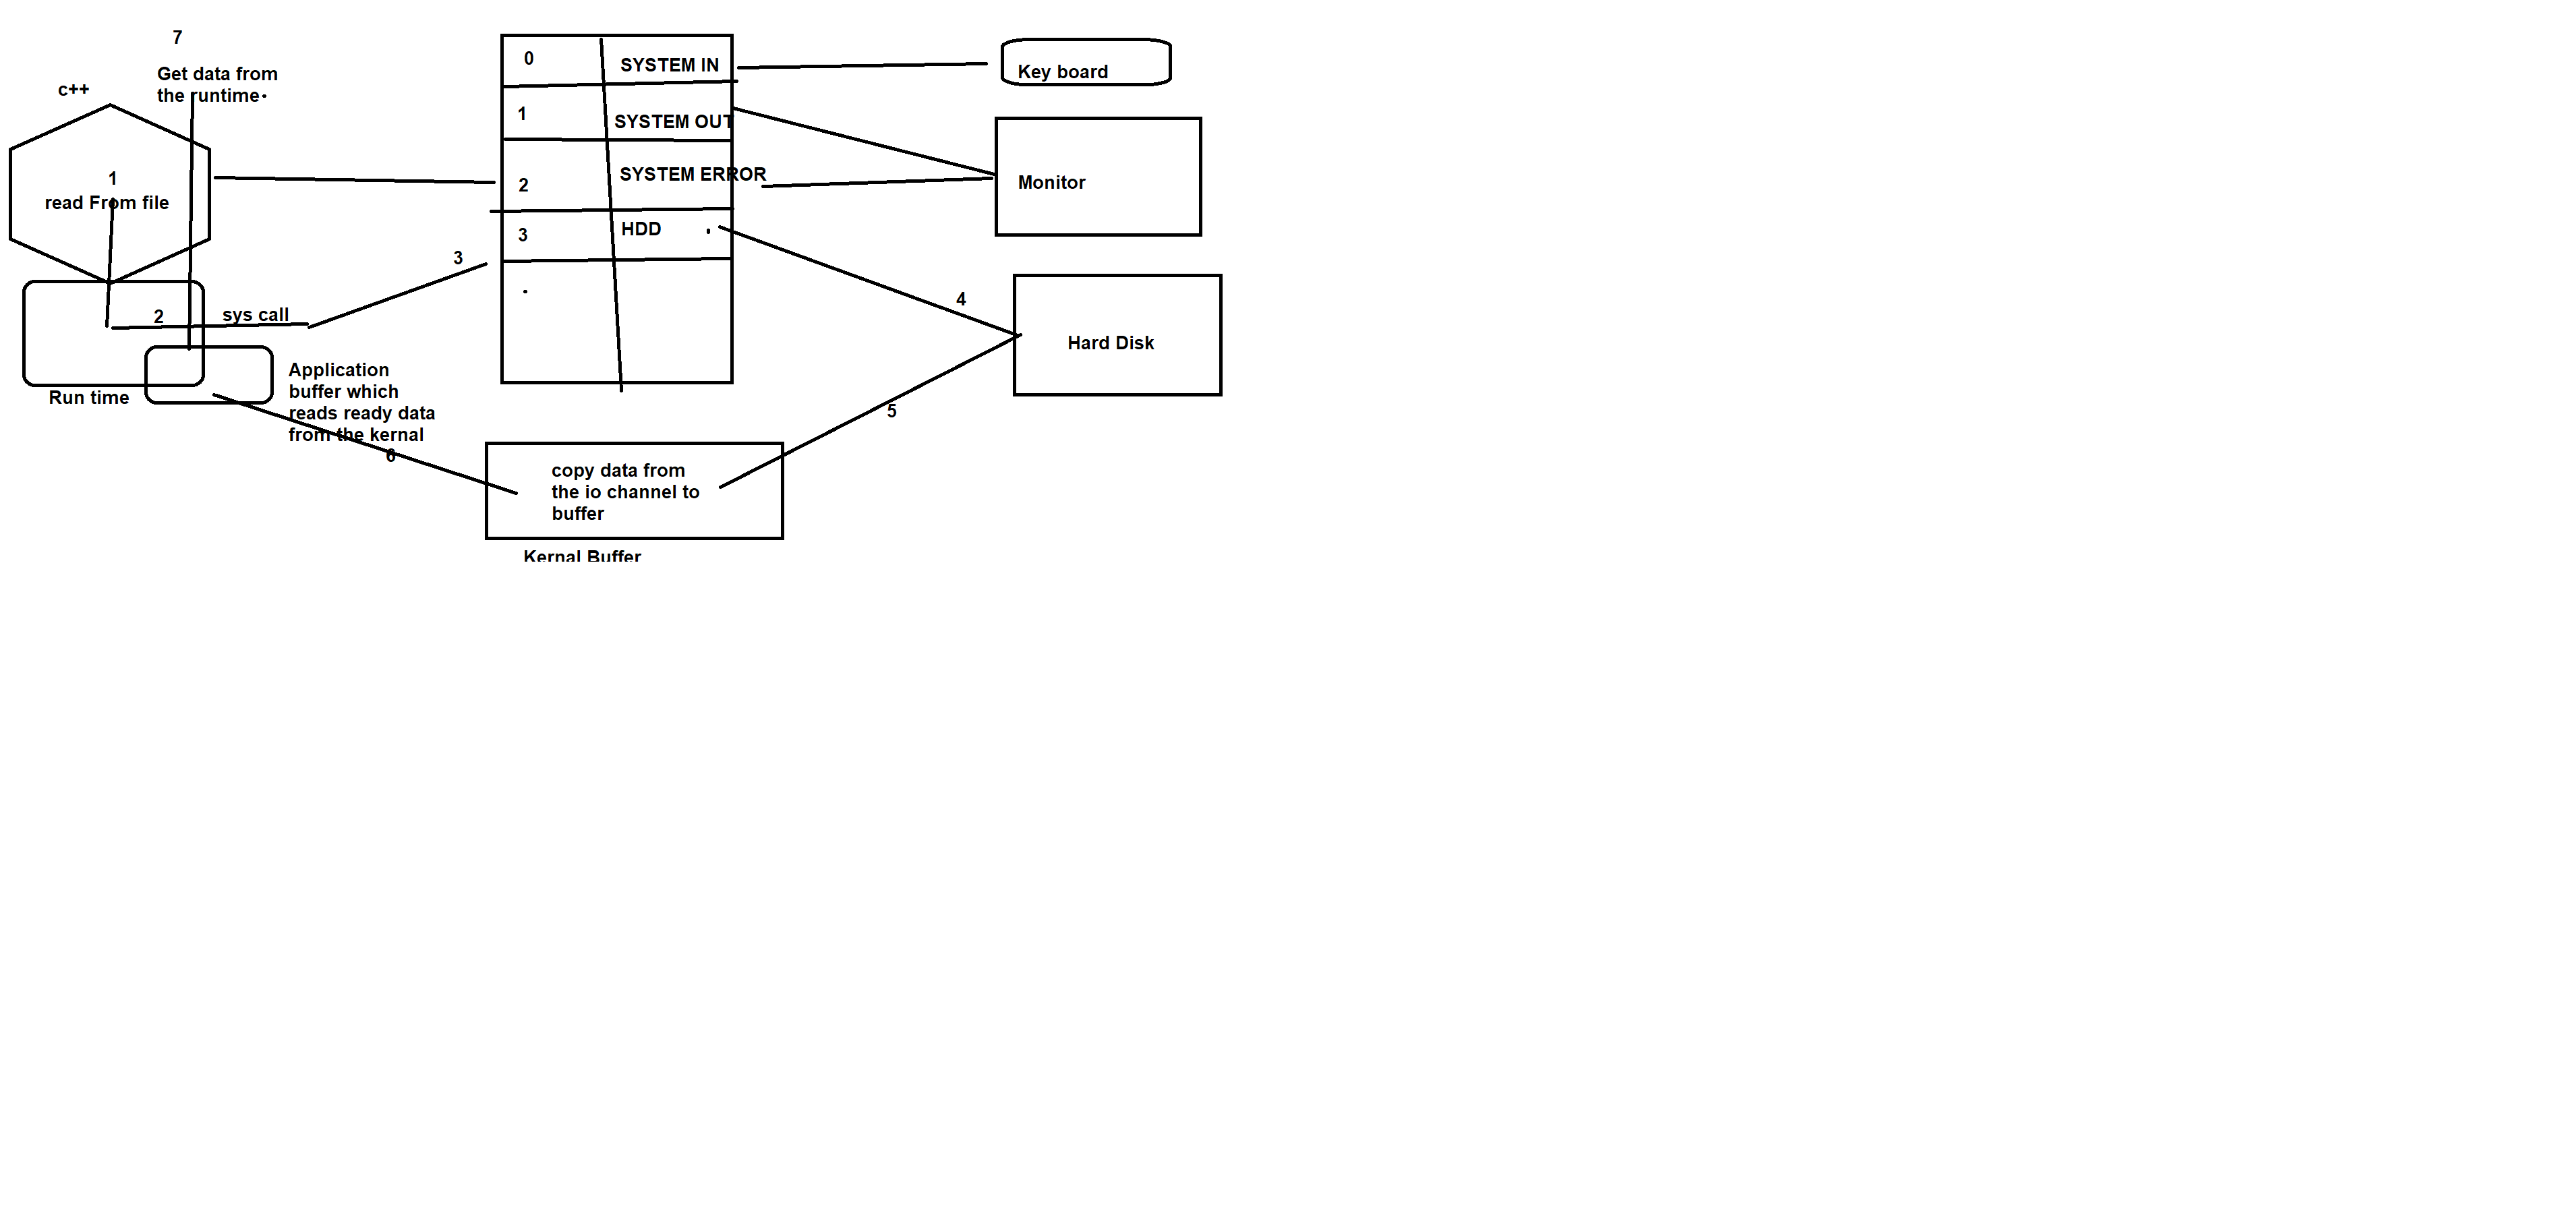 7
Get data from
the runtime.
c++
1
read From file
2
sys call
3
Run time
Application
buffer which
reads ready data
from the kernal
6
0
SYSTEM IN
1
SYSTEM OUT
2
SYSTEM ERROR
3
HDD
Key board
Monitor
4
Hard Disk
5
copy data from
the io channel to
buffer
Kernal Buffer